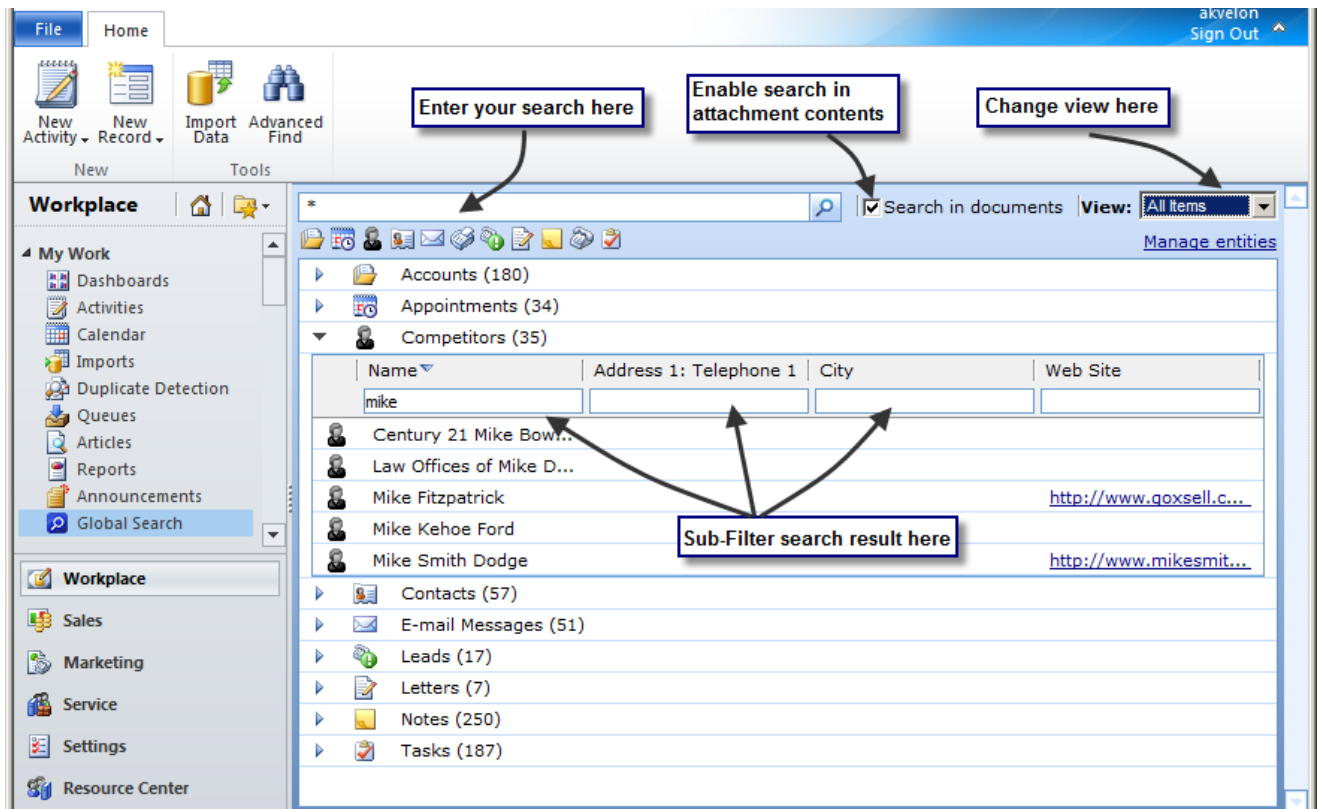 akvelon
File Home
Sign Out
Enter your search here
Enable search in
attachment contents
Change view here
New
Activity
New
Record
Import
Data
Advanced
Find
New
Tools
Workplace
My Work
Dashboards
Activities
Calendar
Imports
Duplicate Detection
Queues
Articles
Reports
Announcements
Global Search
Workplace
Sales
Marketing
Service
Settings
Resource Center
* Search in documents View: All Items
Manage entities
Accounts (180)
Appointments (34)
Competitors (35)
Name Address 1: Telephone 1 City Web Site
mike
Century 21 Mike Bow...
Law Offices of Mike D...
Mike Fitzpatrick http://www.goxsell.c...
Mike Kehoe Ford
Sub-Filter search result here
Mike Smith Dodge http://www.mikesmit...
Contacts (57)
E-mail Messages (51)
Leads (17)
Letters (7)
Notes (250)
Tasks (187)